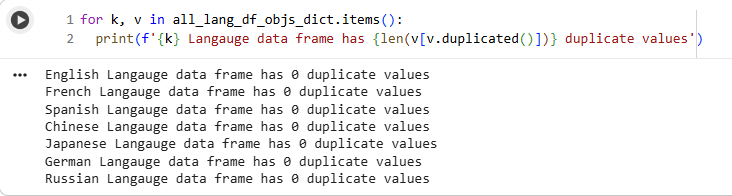 1 for k, v in all_lang_df_objs_dict.items():
2   print(f'{k} Langauge data frame has {len(v[v.duplicated()])} duplicate values')
English Langauge data frame has 0 duplicate values
French Langauge data frame has 0 duplicate values
Spanish Langauge data frame has 0 duplicate values
Chinese Langauge data frame has 0 duplicate values
Japanese Langauge data frame has 0 duplicate values
German Langauge data frame has 0 duplicate values
Russian Langauge data frame has 0 duplicate values